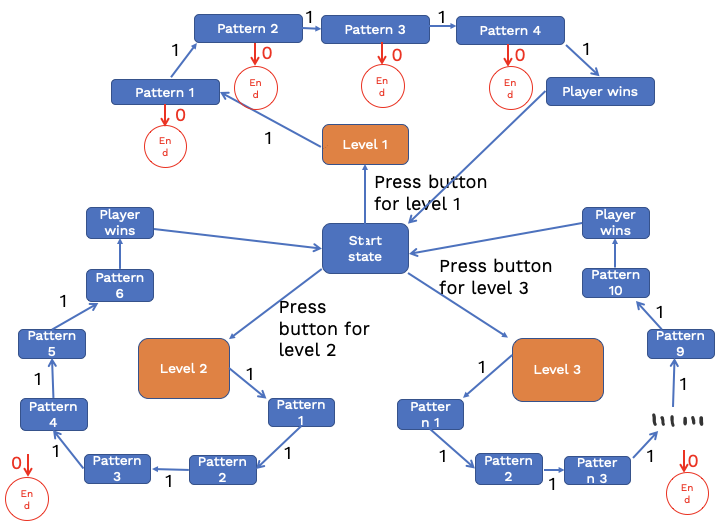 Pattern 2
1
Pattern 3
1
Pattern 4
1
1
0
0
0
Pattern 1
En
d
En
d
En
d
Player wins
0
En
d
1
Level 1
Press button
for level 1
Player
wins
Start
state
Player
wins
Press button
for level 3
Pattern
6
Pattern
10
1
1
Press
button for
level 2
Pattern
5
Pattern
9
Level 2
1
Level 3
1
1
1
Pattern
4
Pattern
1
Patter
n 1
1
1
1
1
Pattern
3
1
Pattern
2
Pattern
2
1
Patter
n 3
0
En
d
0
En
d